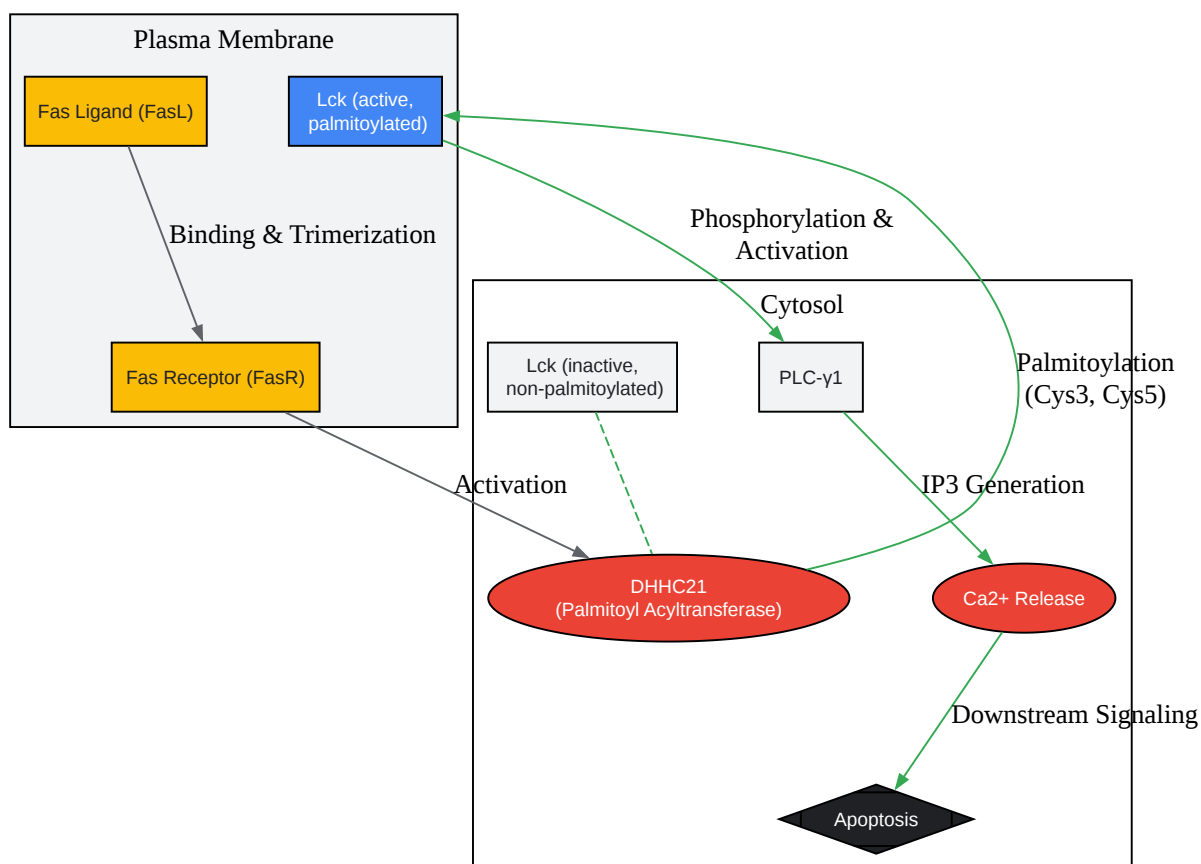 Plasma Membrane
Fas Ligand (FasL)
Lck (active,
palmitoylated)
Binding & Trimerization
Phosphorylation &
Activation
Cytosol
Fas Receptor (FasR)
Lck (inactive,
non-palmitoylated)
PLC-γ1
Palmitoylation
(Cys3, Cys5)
Activation
IP3 Generation
DHHC21
(Palmitoyl Acyltransferase)
Ca2+ Release
Downstream Signaling
Apoptosis